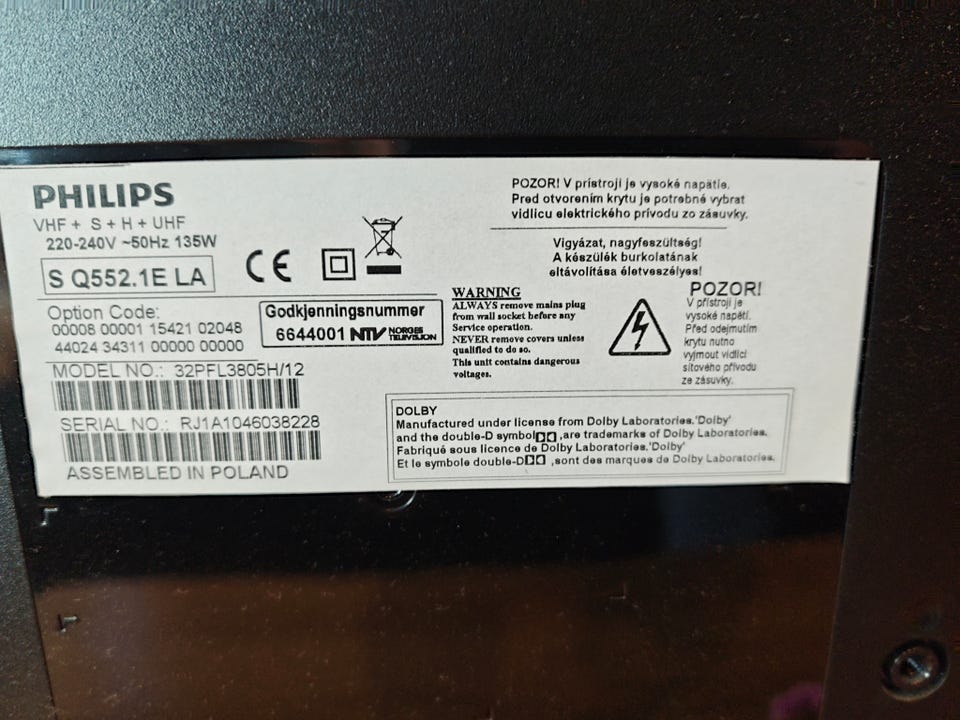 PHILIPS
VHF + S + H + UHF
220-240V ~50Hz 135W
S Q552.1E LA
Option Code:
00008 00001 15421 02048
44024 34311 00000 00000
MODEL NO.: 32PFL3805H/12
SERIAL NO.: RJ1A1046038228
ASSEMBLED IN POLAND
CE
Godkjenningsnummer
6644001 NTV NORGES TELEVISJON
POZOR! V prístroji je vysoké napätie.
Pred otvorením krytu je potrebné vybrat
vidlicu elektrického prívodu zo zásuvky.
Vigyázat, nagyfeszültség!
A készülék burkolatának
eltávolítása életveszélyes!
WARNING
ALWAYS remove mains plug
from wall socket before any
Service operation.
NEVER remove covers unless
qualified to do so.
This unit contains dangerous
voltages.
POZOR!
V přístroji je
vysoké napětí.
Před odejmutím
krytu nutno
vyjmout vidlici
síťového přívodu
ze zásuvky.
DOLBY
Manufactured under license from Dolby Laboratories.'Dolby'
and the double-D symbol ,are trademarks of Dolby Laboratories.
Fabriqué sous licence de Dolby Laboratories.'Dolby'
Et le symbole double-D ,sont des marques de Dolby Laboratories.